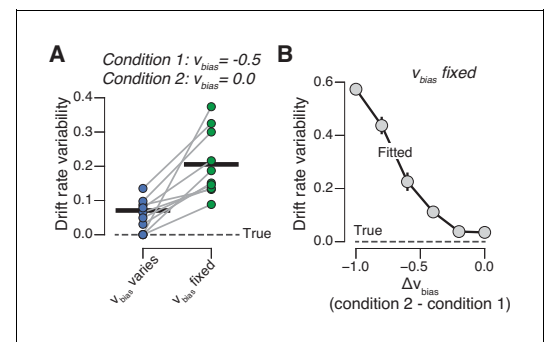 A
Condition 1: v_bias = -0.5
Condition 2: v_bias = 0.0
Drift rate variability
0.4
0.3
0.2
0.1
0.0
True
v_bias varies
v_bias fixed
B
v_bias fixed
Drift rate variability
0.6
0.4
0.2
0.0
Fitted
True
−1.0 −0.5 0.0
Δv_bias
(condition 2 - condition 1)